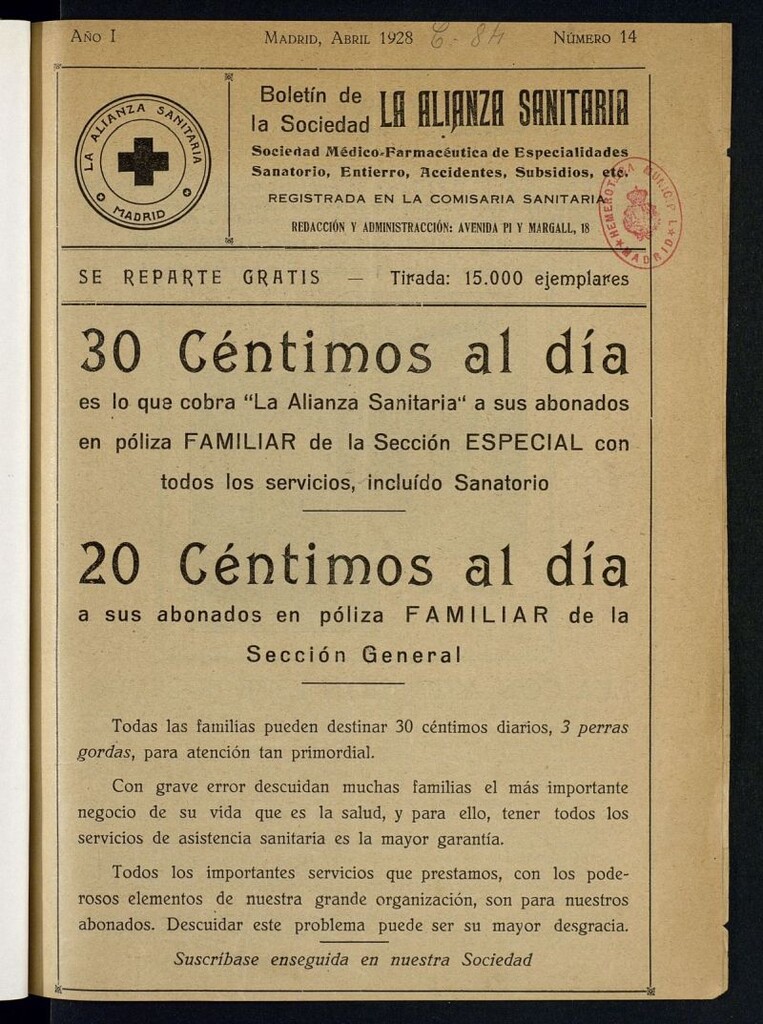 Año I Madrid, Abril 1928 C-84 Número 14
LA ALIANZA SANITARIA
MADRID
Boletín de
la Sociedad LA ALIANZA SANITARIA
Sociedad Médico-Farmacéutica de Especialidades
Sanatorio, Entierro, Accidentes, Subsidios, etc.
REGISTRADA EN LA COMISARIA SANITARIA
REDACCIÓN Y ADMINISTRACCIÓN: AVENIDA PI Y MARGALL, 18
HEMEROTECA MUNICIPAL
MADRID
SE REPARTE GRATIS — Tirada: 15.000 ejemplares
30 Céntimos al día
es lo que cobra "La Alianza Sanitaria" a sus abonados
en póliza FAMILIAR de la Sección ESPECIAL con
todos los servicios, incluído Sanatorio
20 Céntimos al día
a sus abonados en póliza FAMILIAR de la
Sección General
Todas las familias pueden destinar 30 céntimos diarios, 3 perras
gordas, para atención tan primordial.
Con grave error descuidan muchas familias el más importante
negocio de su vida que es la salud, y para ello, tener todos los
servicios de asistencia sanitaria es la mayor garantía.
Todos los importantes servicios que prestamos, con los pode-
rosos elementos de nuestra grande organización, son para nuestros
abonados. Descuidar este problema puede ser su mayor desgracia.
Suscríbase enseguida en nuestra Sociedad